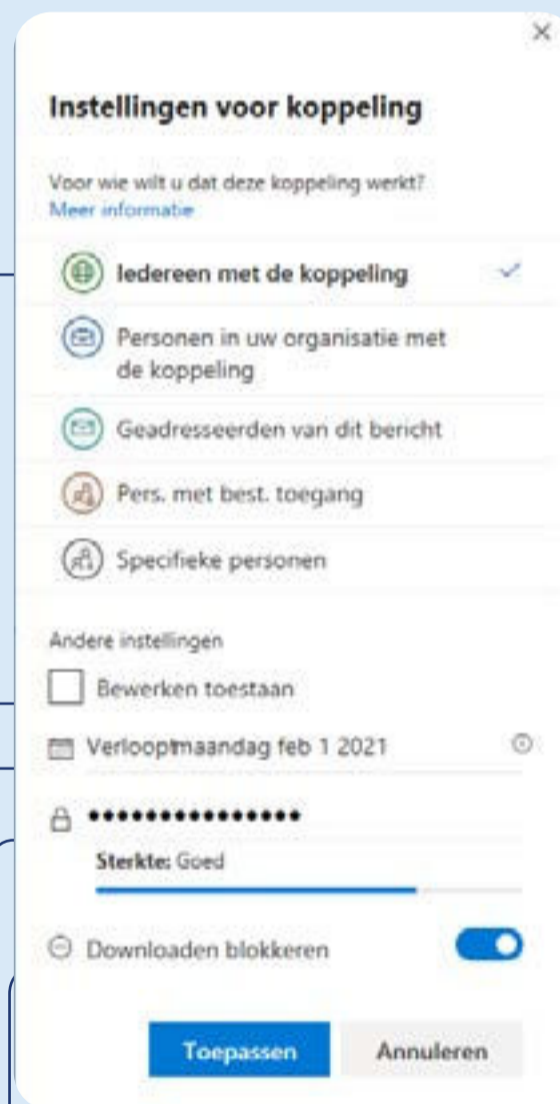 Instellingen voor koppeling
Voor wie wilt u dat deze koppeling werkt?
Meer informatie
Iedereen met de koppeling
Personen in uw organisatie met
de koppeling
Geadresseerden van dit bericht
Pers. met best. toegang
Specifieke personen
Andere instellingen
Bewerken toestaan
Verloopt maandag feb 1 2021
•••••••••••••••
Sterkte: Goed
Downloaden blokkeren
Toepassen Annuleren